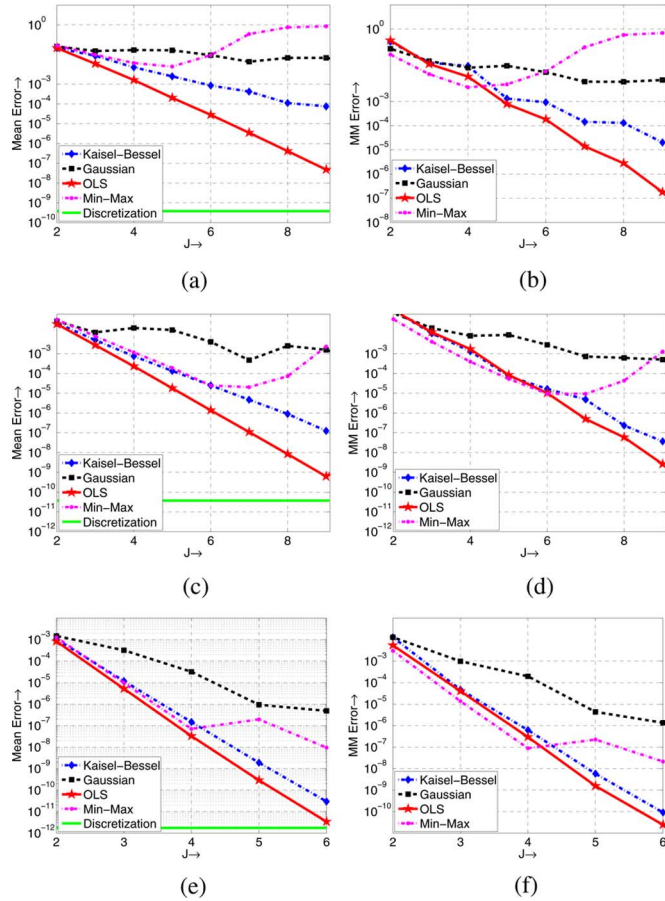 10^0
10^-3
10^-4
10^-5
10^-6
10^-7
10^-8
10^-9
10^-10
Mean Error→
Kaisel-Bessel
Gaussian
OLS
Min-Max
Discretization
2 4 6 8
J→
(a)
10^0
10^-3
10^-4
10^-5
10^-6
10^-7
10^-8
MM Error→
Kaisel-Bessel
Gaussian
OLS
Min-Max
2 4 6 8
J→
(b)
10^-3
10^-4
10^-5
10^-6
10^-7
10^-8
10^-9
10^-10
10^-11
10^-12
Mean Error→
Kaisel-Bessel
Gaussian
OLS
Min-Max
Discretization
2 4 6 8
J→
(c)
10^-3
10^-4
10^-5
10^-6
10^-7
10^-8
10^-9
10^-10
10^-11
10^-12
MM Error→
Kaisel-Bessel
Gaussian
OLS
Min-Max
2 4 6 8
J→
(d)
10^-3
10^-4
10^-5
10^-6
10^-7
10^-8
10^-9
10^-10
10^-11
10^-12
Mean Error→
Kaisel-Bessel
Gaussian
OLS
Min-Max
Discretization
2 3 4 5 6
J→
(e)
10^-3
10^-4
10^-5
10^-6
10^-7
10^-8
10^-9
10^-10
MM Error→
Kaisel-Bessel
Gaussian
OLS
Min-Max
2 3 4 5 6
J→
(f)